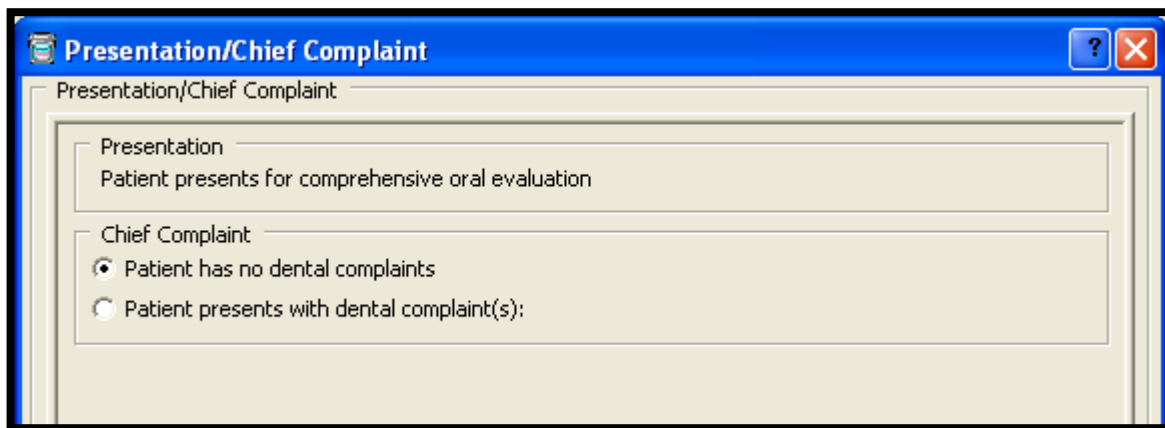 Presentation/Chief Complaint
?
Presentation/Chief Complaint
Presentation
Patient presents for comprehensive oral evaluation
Chief Complaint
Patient has no dental complaints
Patient presents with dental complaint(s):